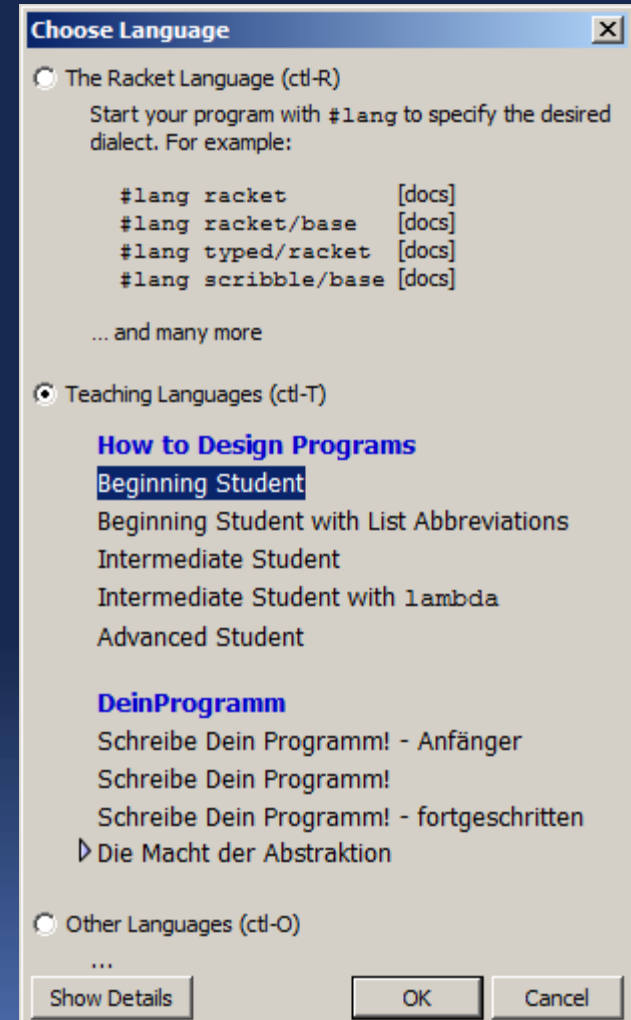 Choose Language
The Racket Language (ctl-R)
Start your program with #lang to specify the desired
dialect. For example:
#lang racket [docs]
#lang racket/base [docs]
#lang typed/racket [docs]
#lang scribble/base [docs]
... and many more
Teaching Languages (ctl-T)
How to Design Programs
Beginning Student
Beginning Student with List Abbreviations
Intermediate Student
Intermediate Student with lambda
Advanced Student
DeinProgramm
Schreibe Dein Programm! - Anfänger
Schreibe Dein Programm!
Schreibe Dein Programm! - fortgeschritten
Die Macht der Abstraktion
Other Languages (ctl-O)
...
Show Details OK Cancel